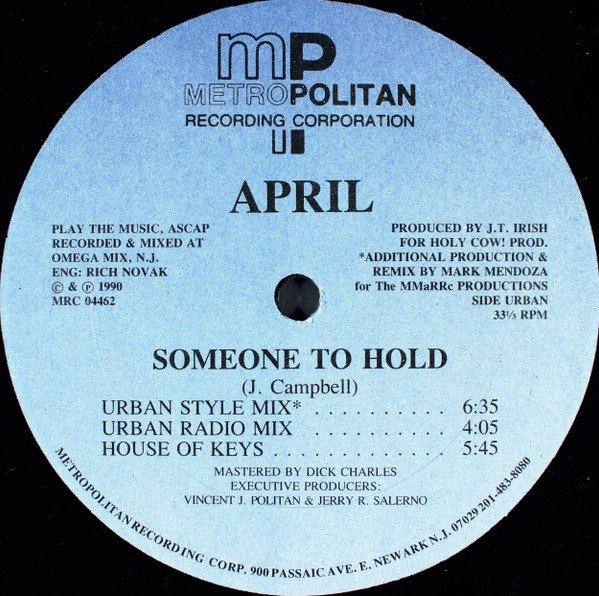 mp
METROPOLITAN
RECORDING CORPORATION
APRIL
PLAY THE MUSIC, ASCAP
RECORDED & MIXED AT
OMEGA MIX, N.J.
ENG: RICH NOVAK
© & ℗ 1990
MRC 04462
PRODUCED BY J.T. IRISH
FOR HOLY COW! PROD.
*ADDITIONAL PRODUCTION &
REMIX BY MARK MENDOZA
for The MMaRRc PRODUCTIONS
SIDE URBAN
33⅓ RPM
SOMEONE TO HOLD
(J. Campbell)
URBAN STYLE MIX* . . . . . . . . . . 6:35
URBAN RADIO MIX . . . . . . . . . . 4:05
HOUSE OF KEYS . . . . . . . . . . . . . 5:45
MASTERED BY DICK CHARLES
EXECUTIVE PRODUCERS:
VINCENT J. POLITAN & JERRY R. SALERNO
METROPOLITAN RECORDING CORP. 900 PASSAIC AVE. E. NEWARK N.J. 07029 201-483-8080